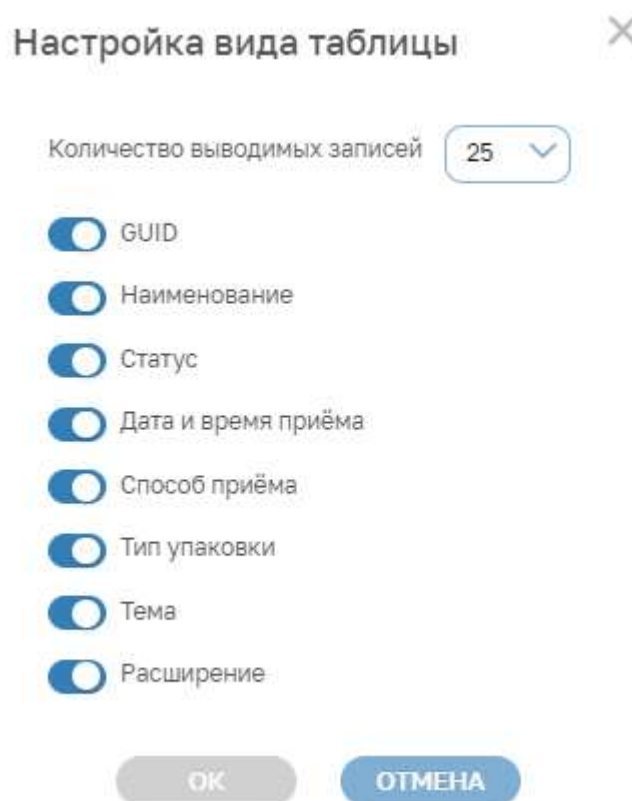 Настройка вида таблицы
Количество выводимых записей 25
GUID
Наименование
Статус
Дата и время приёма
Способ приёма
Тип упаковки
Тема
Расширение
ОК ОТМЕНА